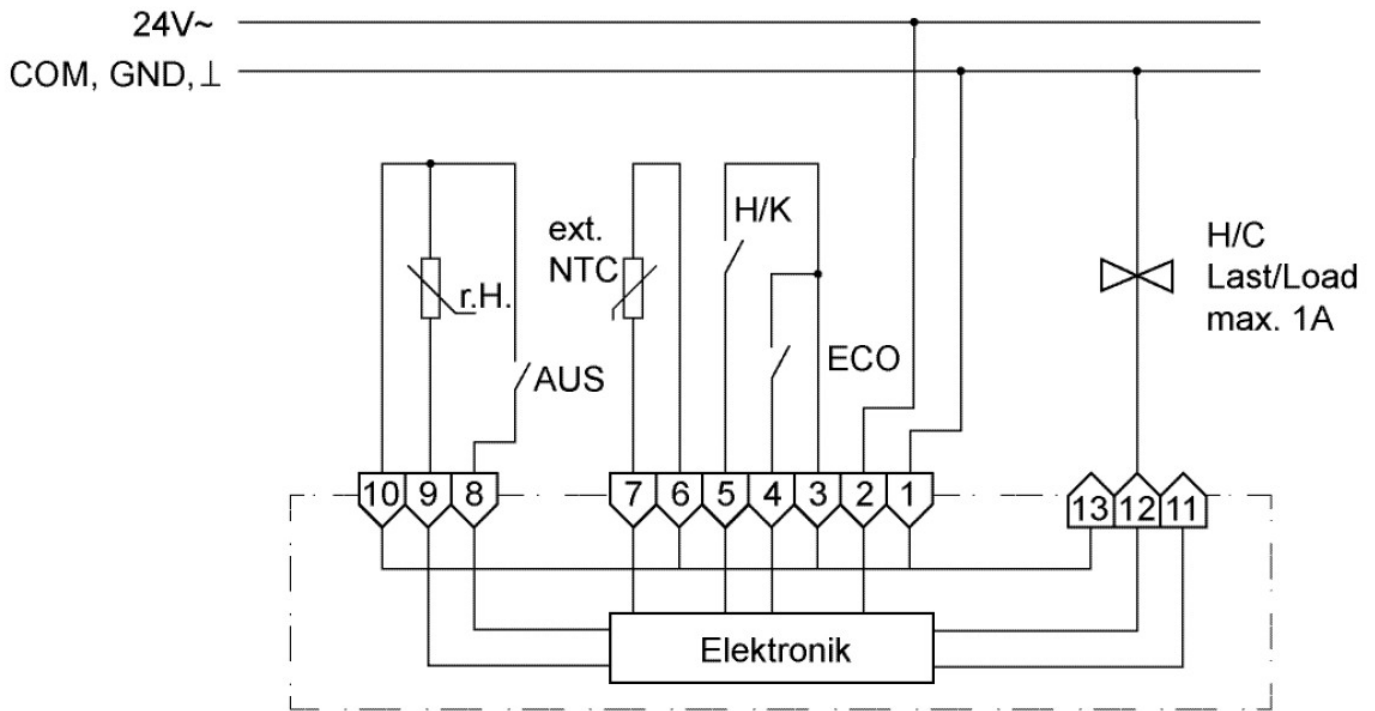 24V~
COM, GND,⊥
H/K
ext.
NTC
H/C
Last/Load
max. 1A
r.H.
ECO
AUS
10 9 8 7 6 5 4 3 2 1 13 12 11
Elektronik